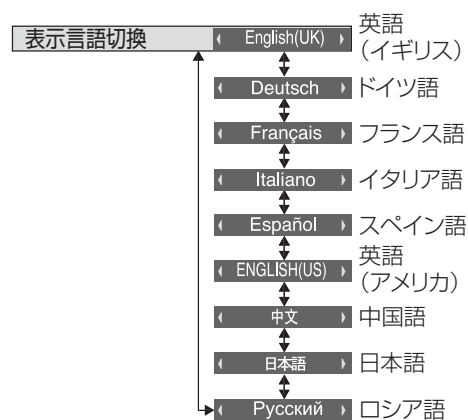 表示言語切換 English(UK) 英語
(イギリス)
Deutsch ドイツ語
Français フランス語
Italiano イタリア語
Español スペイン語
ENGLISH(US) 英語
(アメリカ)
中文 中国語
日本語 日本語
Русский ロシア語